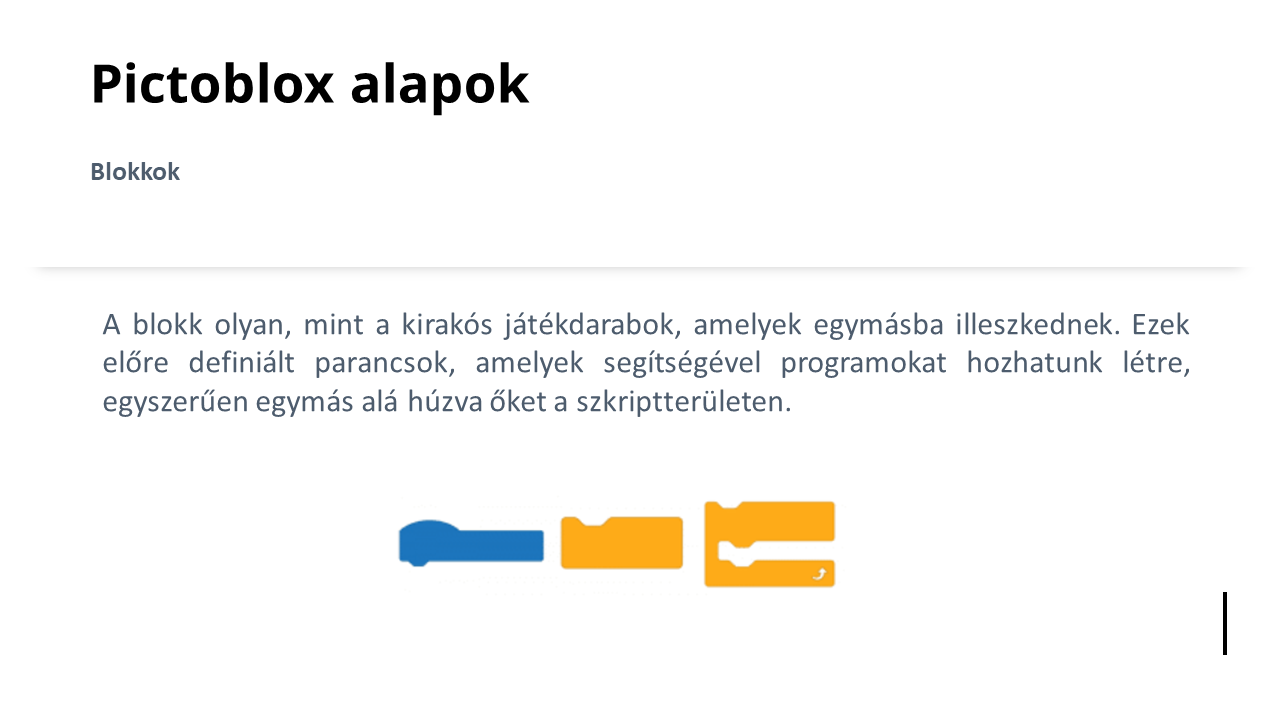 Pictoblox alapok
Blokkok
A blokk olyan, mint a kirakós játékdarabok, amelyek egymásba illeszkednek. Ezek
előre definiált parancsok, amelyek segítségével programokat hozhatunk létre,
egyszerűen egymás alá húzva őket a szkriptterületen.